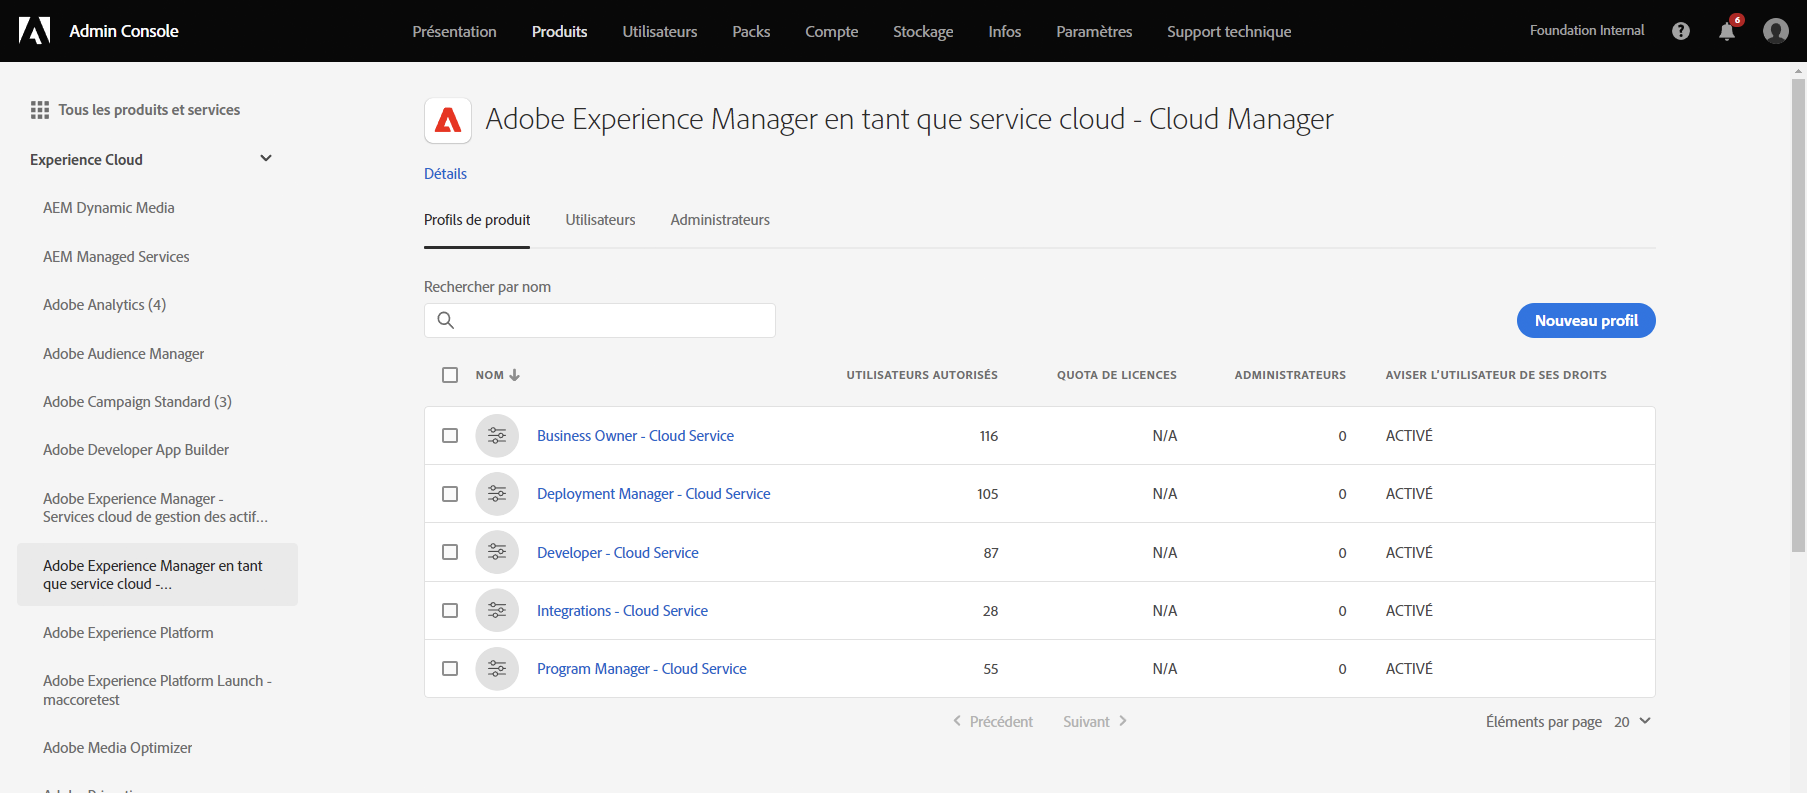 Admin Console
Présentation
Produits
Utilisateurs
Packs
Compte
Stockage
Infos
Paramètres
Support technique
Foundation Internal
6
Tous les produits et services
Experience Cloud
AEM Dynamic Media
AEM Managed Services
Adobe Analytics (4)
Adobe Audience Manager
Adobe Campaign Standard (3)
Adobe Developer App Builder
Adobe Experience Manager -
Services cloud de gestion des actif...
Adobe Experience Manager en tant
que service cloud -...
Adobe Experience Platform
Adobe Experience Platform Launch -
maccoretest
Adobe Media Optimizer
Adobe Experience Manager en tant que service cloud - Cloud Manager
Détails
Profils de produit
Utilisateurs
Administrateurs
Rechercher par nom
Nouveau profil
NOM
UTILISATEURS AUTORISÉS
QUOTA DE LICENCES
ADMINISTRATEURS
AVISER L'UTILISATEUR DE SES DROITS
Business Owner - Cloud Service 116 N/A 0 ACTIVÉ
Deployment Manager - Cloud Service 105 N/A 0 ACTIVÉ
Developer - Cloud Service 87 N/A 0 ACTIVÉ
Integrations - Cloud Service 28 N/A 0 ACTIVÉ
Program Manager - Cloud Service 55 N/A 0 ACTIVÉ
Précédent
Suivant
Éléments par page 20